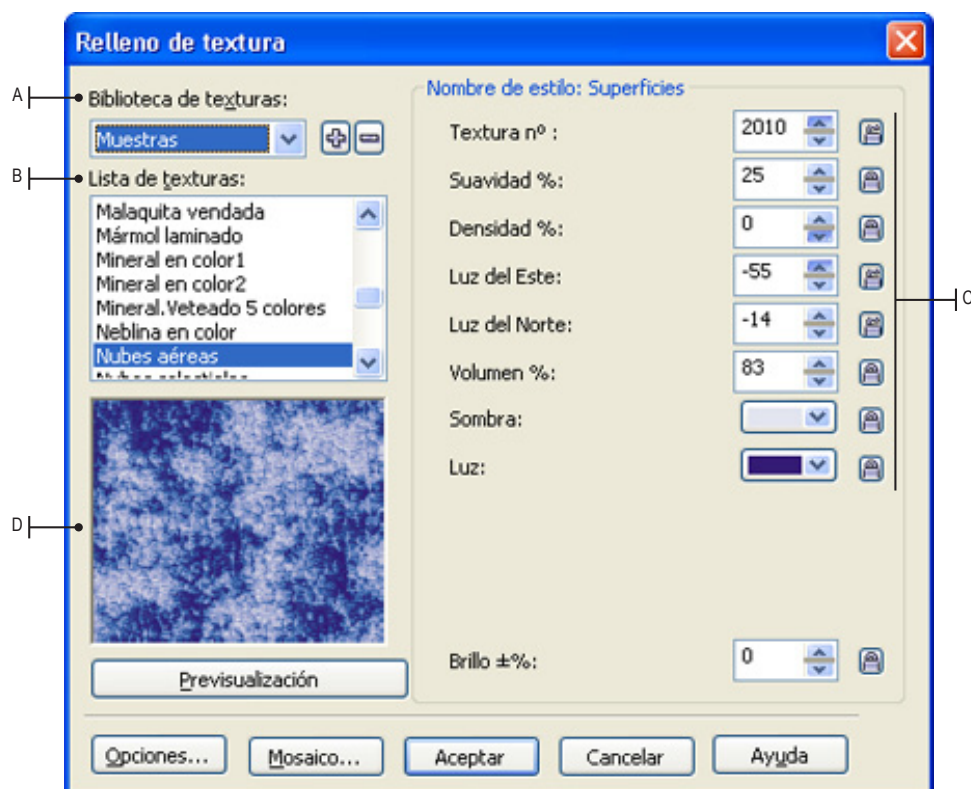 Relleno de textura
A
Biblioteca de texturas:
Muestras
B
Lista de texturas:
Malaquita vendada
Mármol laminado
Mineral en color1
Mineral en color2
Mineral.Veteado 5 colores
Neblina en color
Nubes aéreas
D
Previsualización
Nombre de estilo: Superficies
Textura nº : 2010
Suavidad %: 25
Densidad %: 0
Luz del Este: -55
Luz del Norte: -14
Volumen %: 83
Sombra:
Luz:
C
Brillo ±%: 0
Opciones... Mosaico... Aceptar Cancelar Ayuda